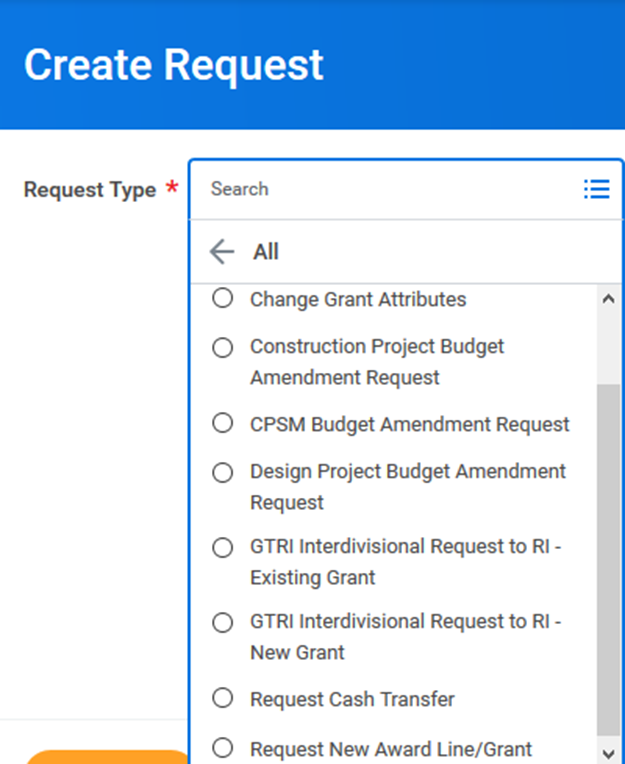 Create Request
Request Type *
Search
All
Change Grant Attributes
Construction Project Budget
Amendment Request
CPSM Budget Amendment Request
Design Project Budget Amendment
Request
GTRI Interdivisional Request to RI -
Existing Grant
GTRI Interdivisional Request to RI -
New Grant
Request Cash Transfer
Request New Award Line/Grant